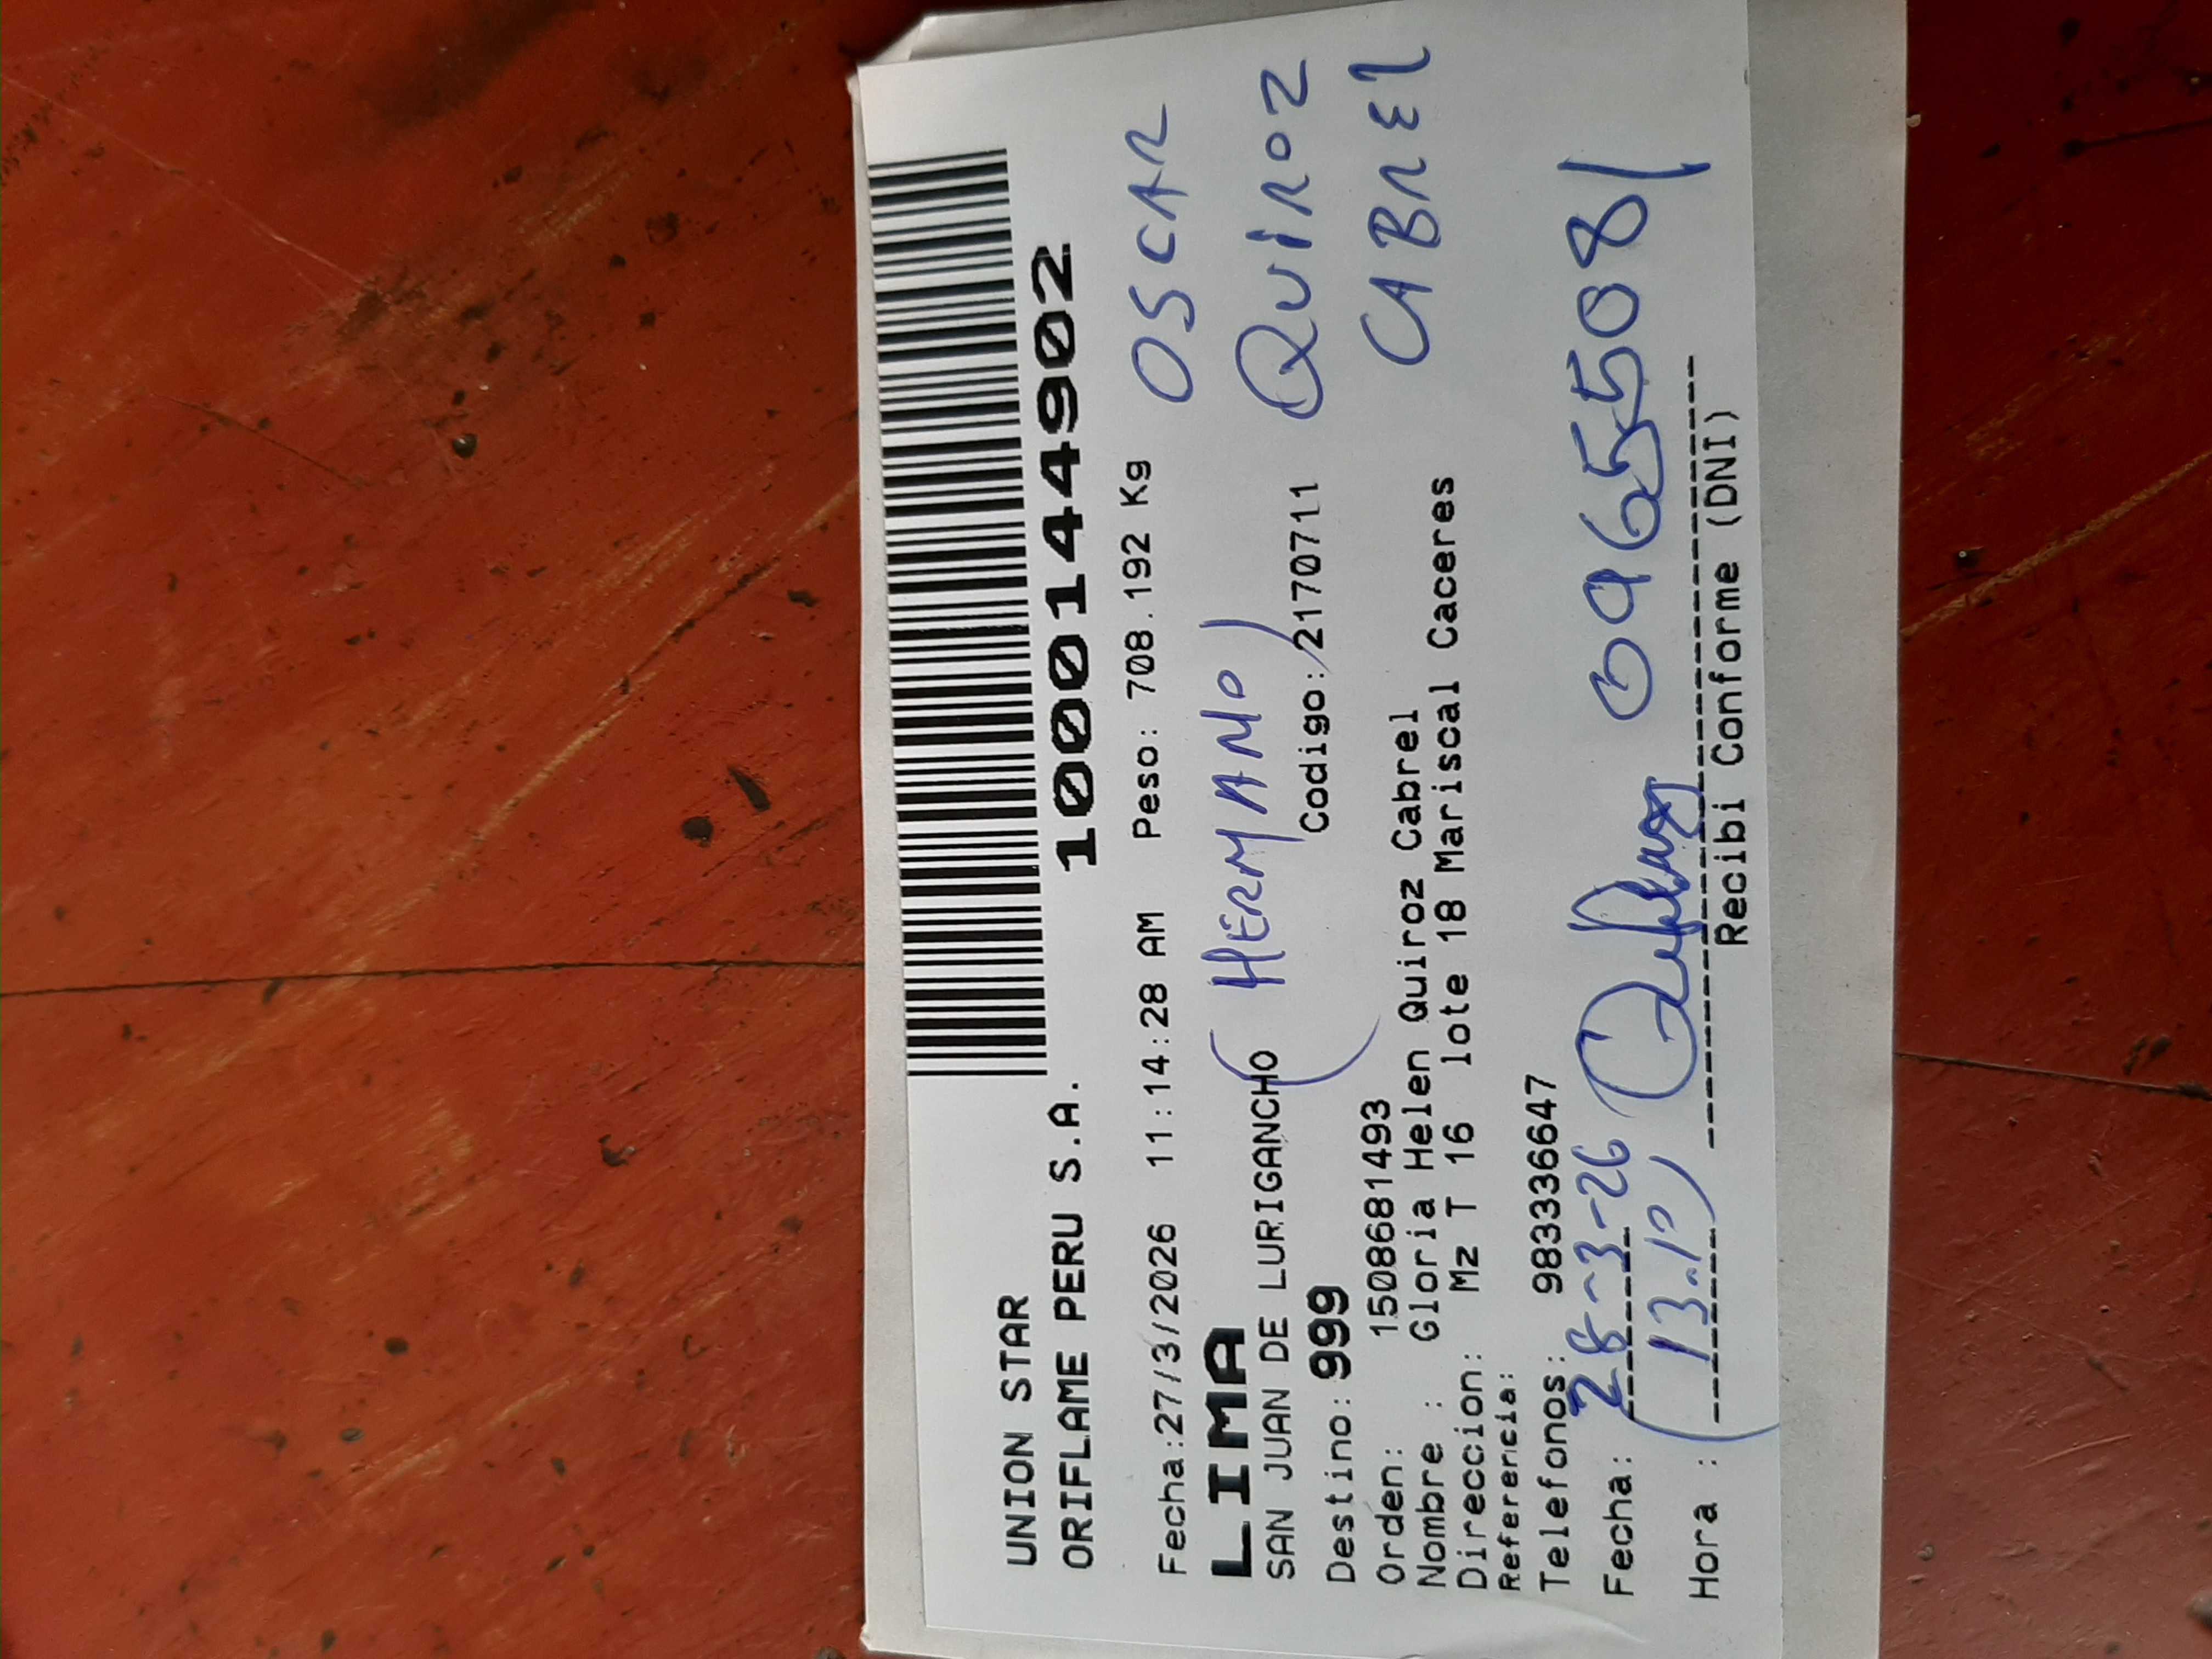 UNION STAR
ORIFLAME PERU S.A. 1000144902
Fecha:27/3/2026 11:14:28 AM Peso: 708.192 Kg OSCAR
LIMA
SAN JUAN DE LURIGANCHO (HERMANO) QUIROZ
Destino: 999 Codigo: 2170711
Orden: 1508681493 CABREL
Nombre : Gloria Helen Quiroz Cabrel
Direccion: Mz T 16 lote 18 Mariscal Caceres
Referencia:
Telefonos: 983336647
Fecha: 28-3-26 09655081
Hora : (13:10)
Recibi Conforme (DNI)